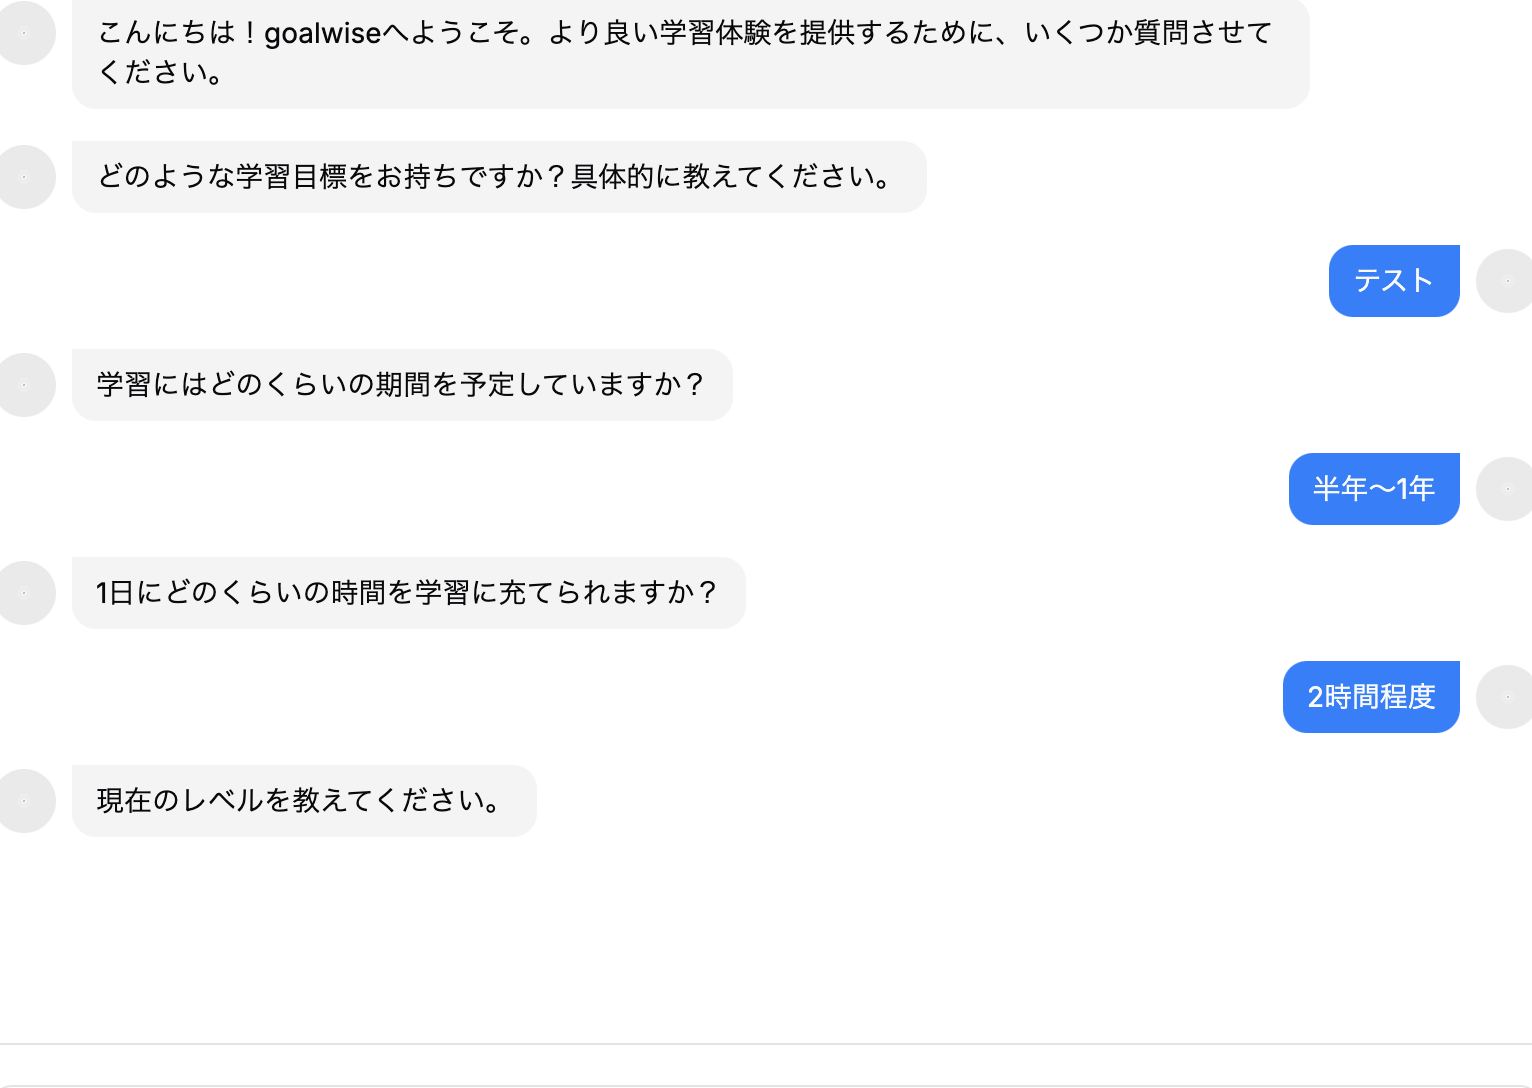 こんにちは！goalwiseへようこそ。より良い学習体験を提供するために、いくつか質問させて
ください。
どのような学習目標をお持ちですか？具体的に教えてください。
テスト
学習にはどのくらいの期間を予定していますか？
半年〜1年
1日にどのくらいの時間を学習に充てられますか？
2時間程度
現在のレベルを教えてください。